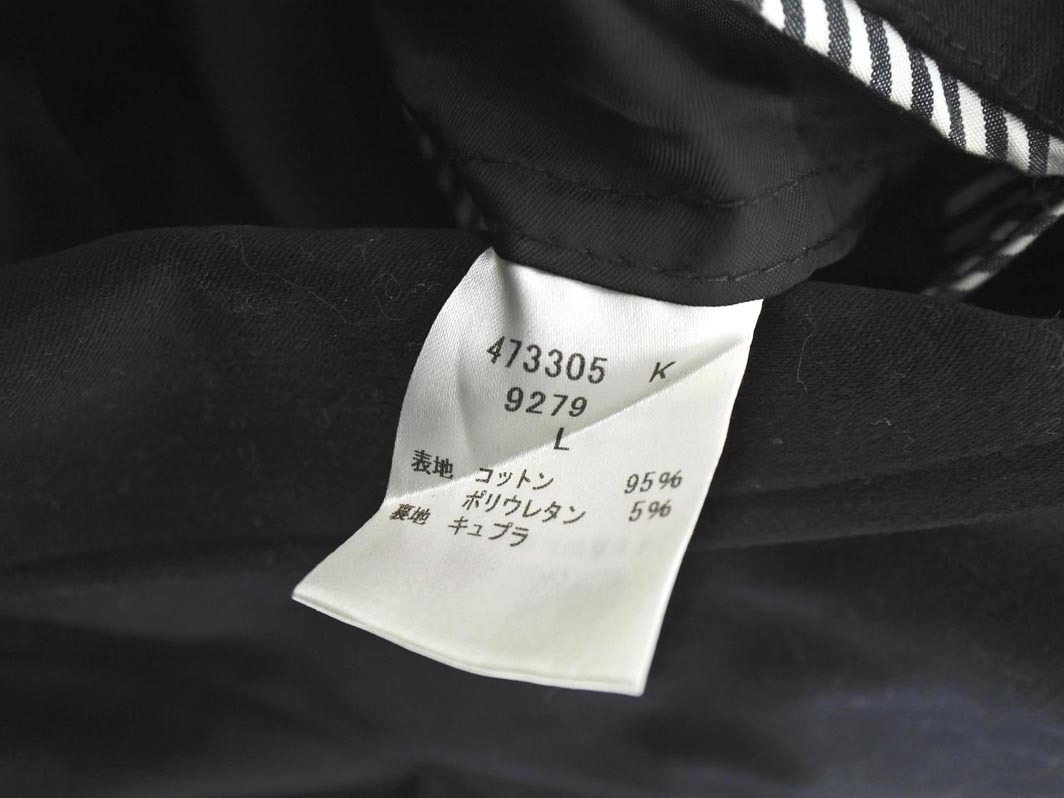 473305 K
9279
L
表地 コットン 95%
ポリウレタン 5%
裏地 キュプラ